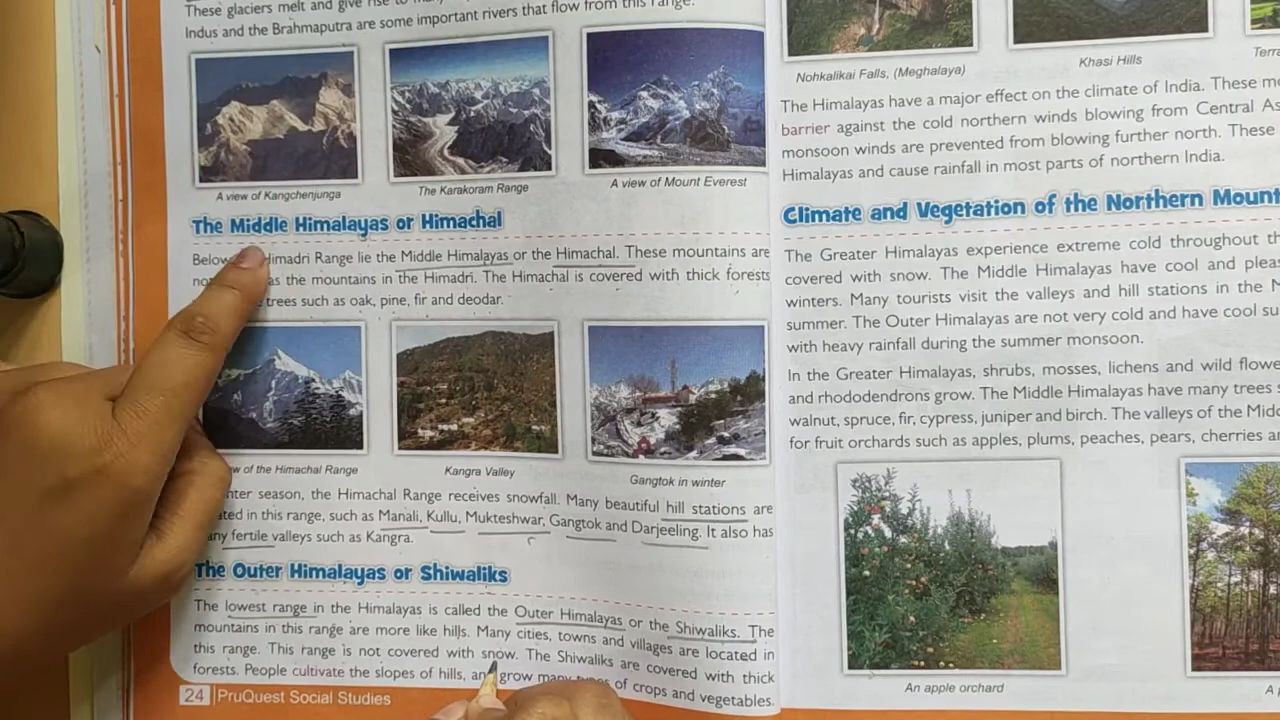 These glaciers melt and give rise to
Indus and the Brahmaputra are some important rivers that flow from this range.
A view of Kangchenjunga
The Karakoram Range
A view of Mount Everest
The Middle Himalayas or Himachal
Below Himadri Range lie the Middle Himalayas or the Himachal. These mountains are
as the mountains in the Himadri. The Himachal is covered with thick forests
trees such as oak, pine, fir and deodar.
of the Himachal Range
Kangra Valley
Gangtok in winter
season, the Himachal Range receives snowfall. Many beautiful hill stations are
in this range, such as Manali, Kullu, Mukteshwar, Gangtok and Darjeeling. It also has
fertile valleys such as Kangra.
The Outer Himalayas or Shiwaliks
The lowest range in the Himalayas is called the Outer Himalayas or the Shiwaliks. The
mountains in this range are more like hills. Many cities, towns and villages are located in
this range. This range is not covered with snow. The Shiwaliks are covered with thick
forests. People cultivate the slopes of hills, and grow many types of crops and vegetables.
24 PruQuest Social Studies
Nohkalikai Falls, (Meghalaya)
Khasi Hills
The Himalayas have a major effect on the climate of India. These
barrier against the cold northern winds blowing from Central
monsoon winds are prevented from blowing further north. These
Himalayas and cause rainfall in most parts of northern India.
Climate and Vegetation of the Northern
The Greater Himalayas experience extreme cold throughout
covered with snow. The Middle Himalayas have cool and
winters. Many tourists visit the valleys and hill stations in the
summer. The Outer Himalayas are not very cold and have cool
with heavy rainfall during the summer monsoon.
In the Greater Himalayas, shrubs, mosses, lichens and wild
and rhododendrons grow. The Middle Himalayas have many trees
walnut, spruce, fir, cypress, juniper and birch. The valleys of the
for fruit orchards such as apples, plums, peaches, pears, cherries
An apple orchard
A